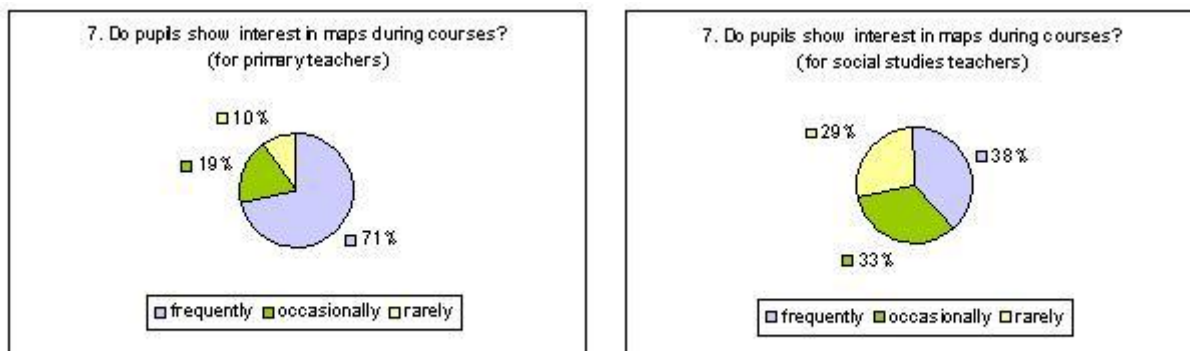 7. Do pupils show interest in maps during courses?
(for primary teachers)
10%
19%
71%
frequently occasionally rarely
7. Do pupils show interest in maps during courses?
(for social studies teachers)
29%
38%
33%
frequently occasionally rarely